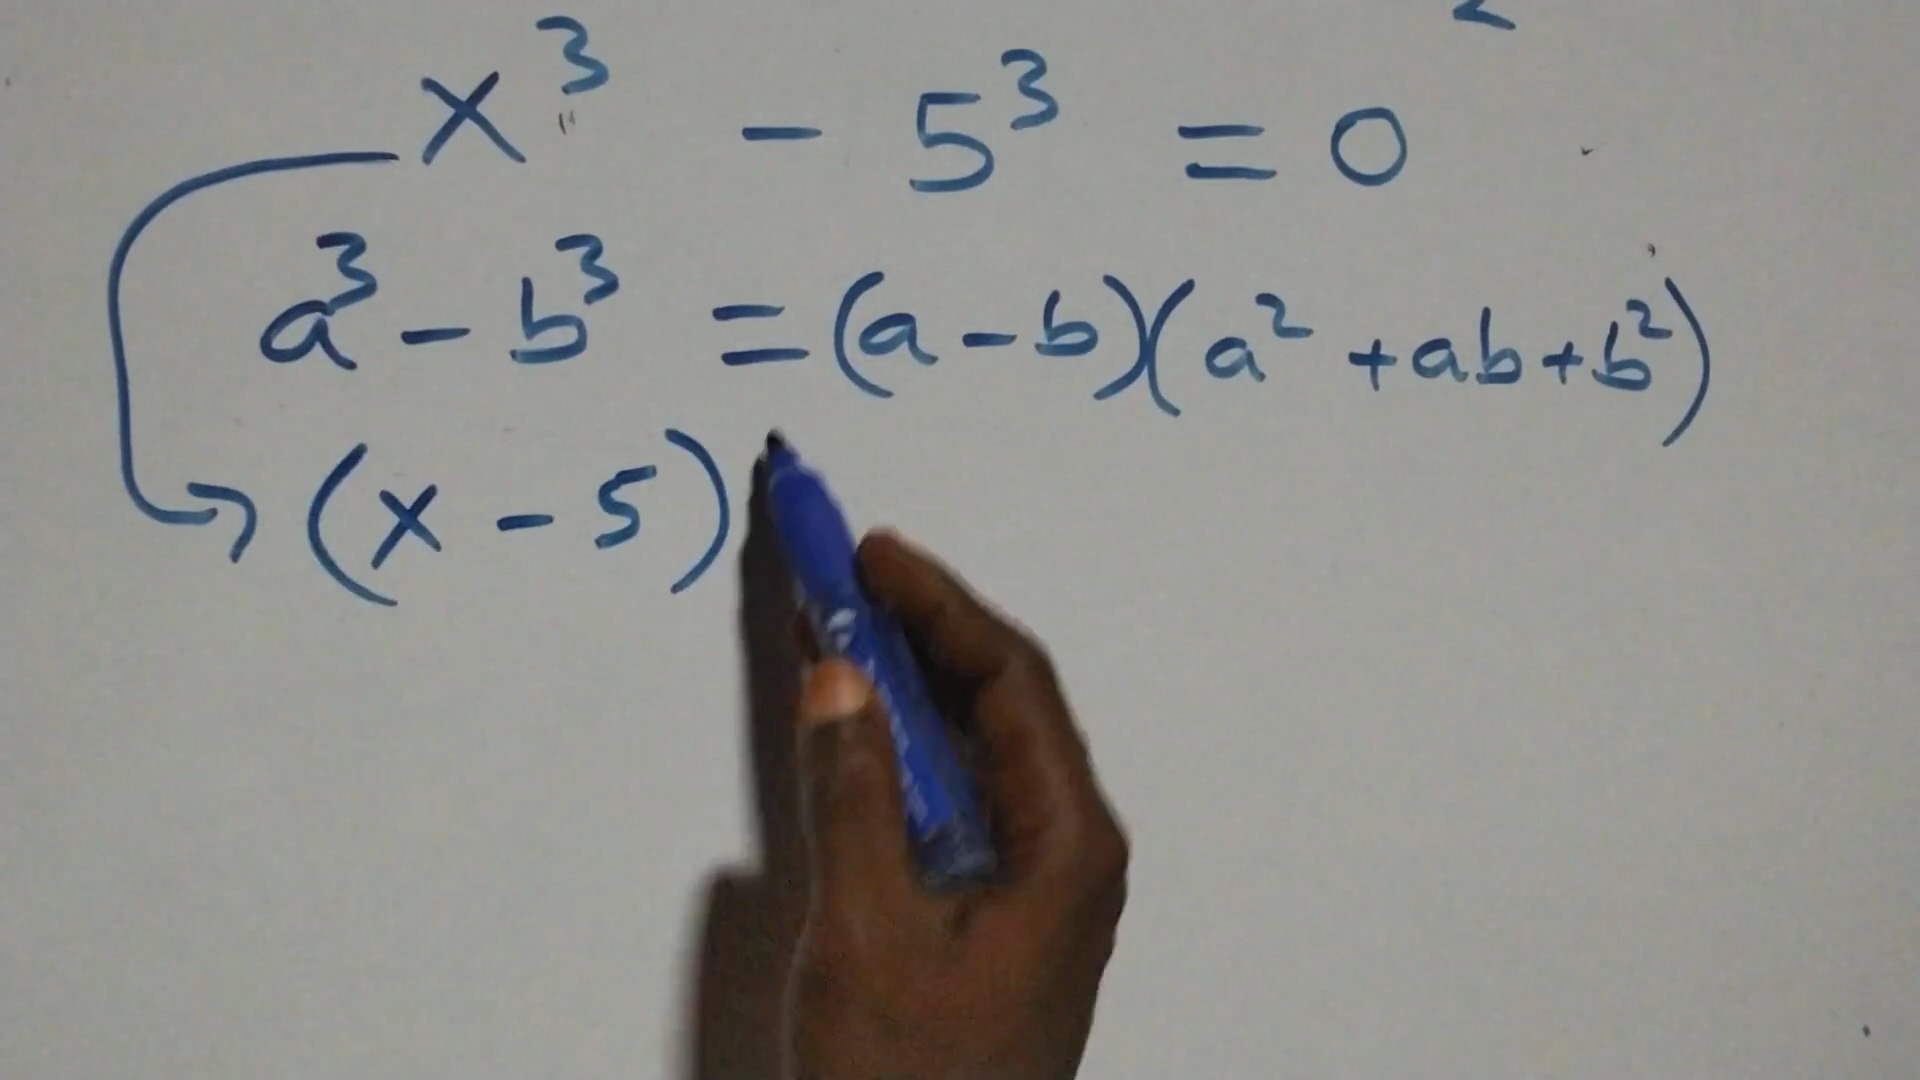 x³ - 5³ = 0
a³ - b³ = (a - b)(a² + ab + b²)
(x - 5)